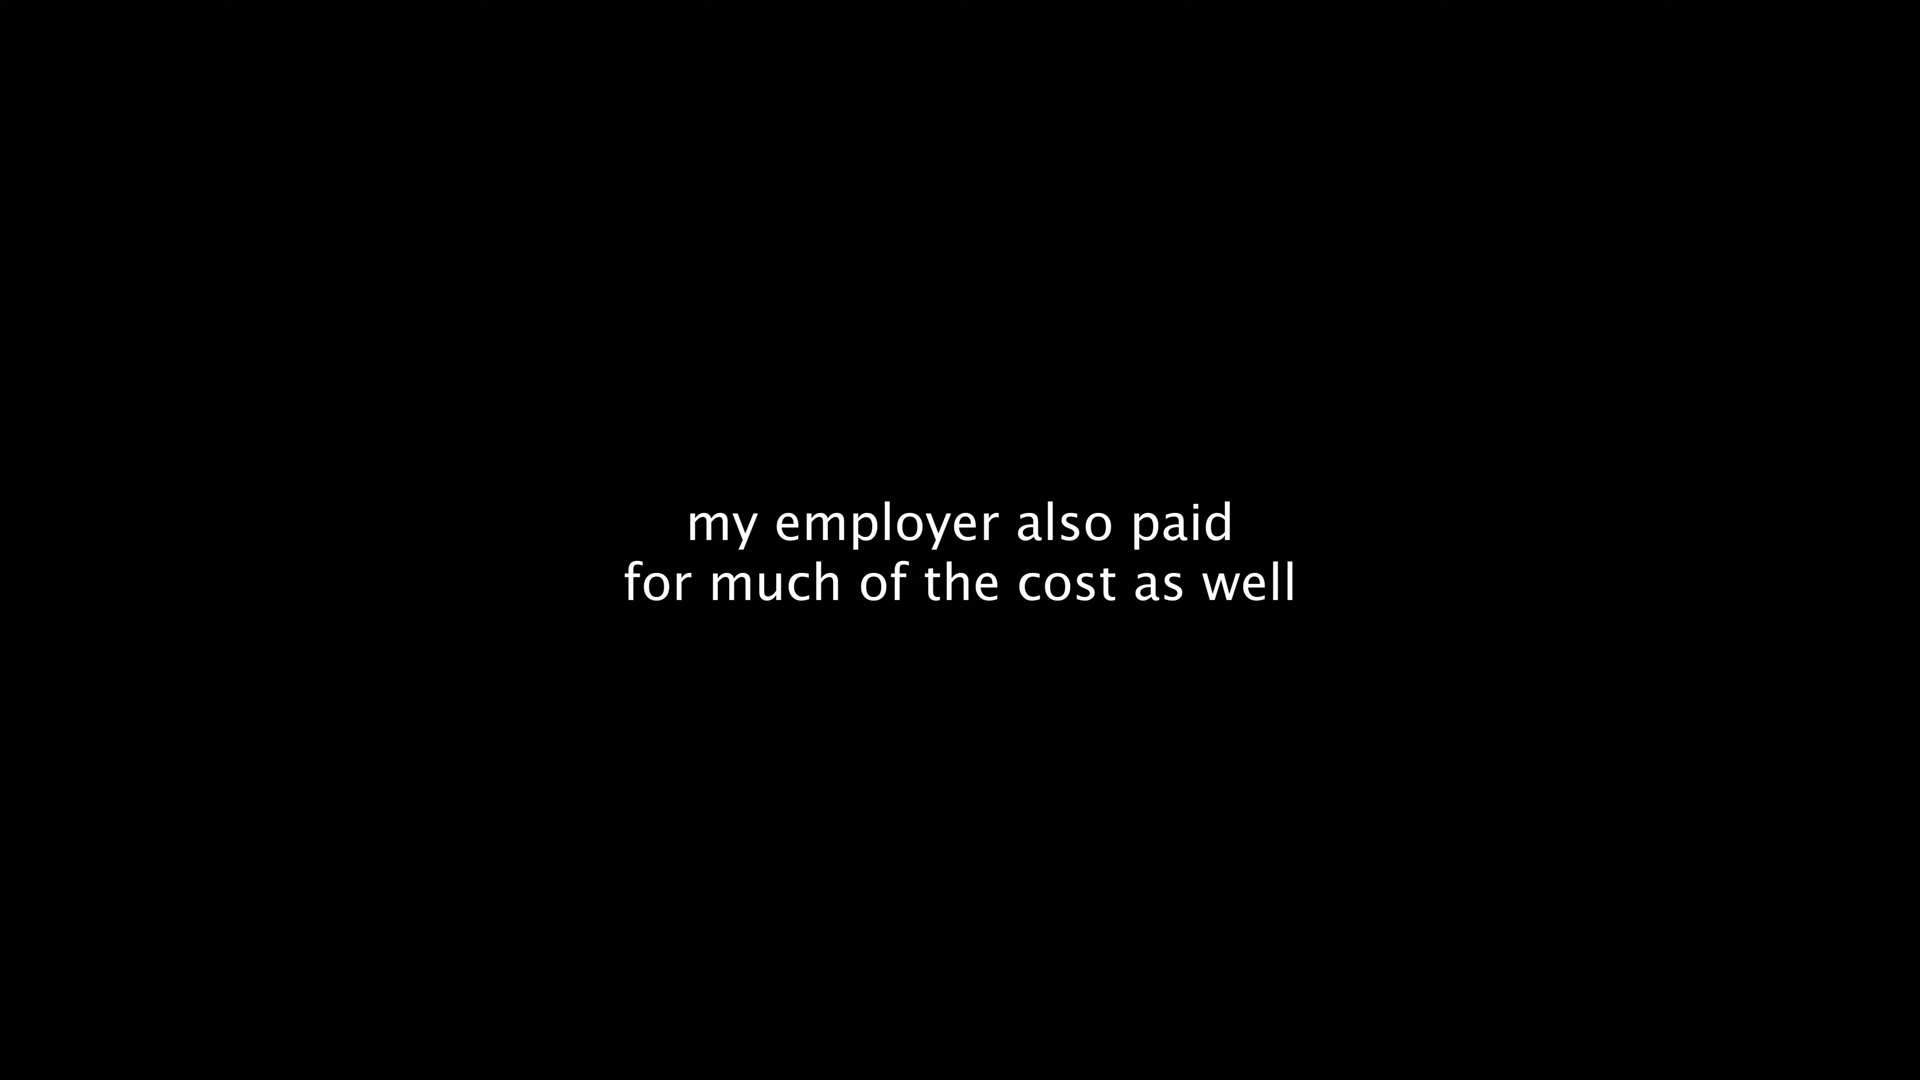 my employer also paid
for much of the cost as well